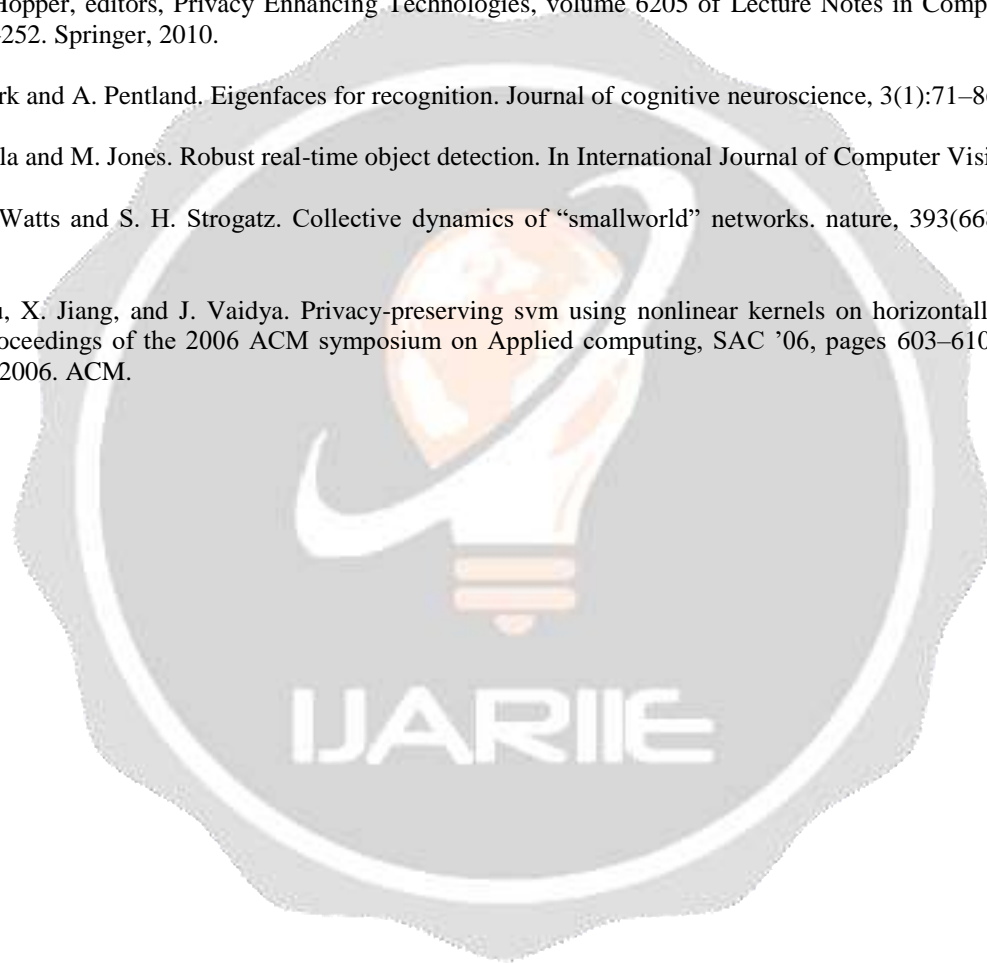 Hopper, editors, Privacy Enhancing Technologies, volume 6205 of Lecture Notes in Comp
252. Springer, 2010.
rk and A. Pentland. Eigenfaces for recognition. Journal of cognitive neuroscience, 3(1):71–8
la and M. Jones. Robust real-time object detection. In International Journal of Computer Visi
Watts and S. H. Strogatz. Collective dynamics of “smallworld” networks. nature, 393(668
, X. Jiang, and J. Vaidya. Privacy-preserving svm using nonlinear kernels on horizontall
oceedings of the 2006 ACM symposium on Applied computing, SAC ’06, pages 603–610
2006. ACM.
IJARIIE